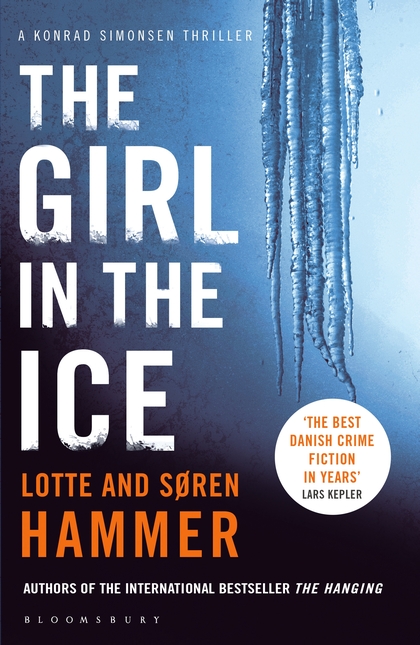 A KONRAD SIMONSEN THRILLER
THE
GIRL
IN THE
ICE
'THE BEST
DANISH CRIME
FICTION
IN YEARS'
LARS KEPLER
LOTTE AND SØREN
HAMMER
AUTHORS OF THE INTERNATIONAL BESTSELLER THE HANGING
BLOOMSBURY